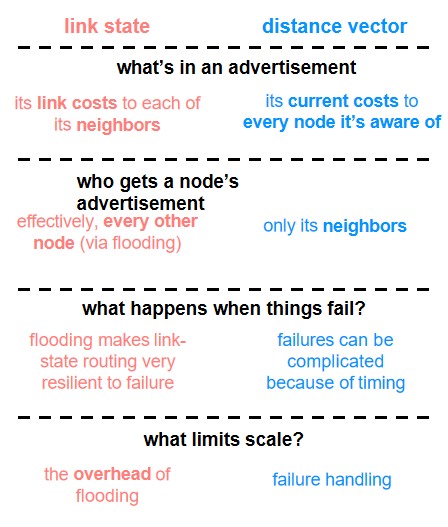 link state
distance vector
what's in an advertisement
its link costs to each of
its neighbors
its current costs to
every node it's aware of
who gets a node's
advertisement
effectively, every other
node (via flooding)
only its neighbors
what happens when things fail?
flooding makes link-
state routing very
resilient to failure
failures can be
complicated
because of timing
what limits scale?
the overhead of
flooding
failure handling